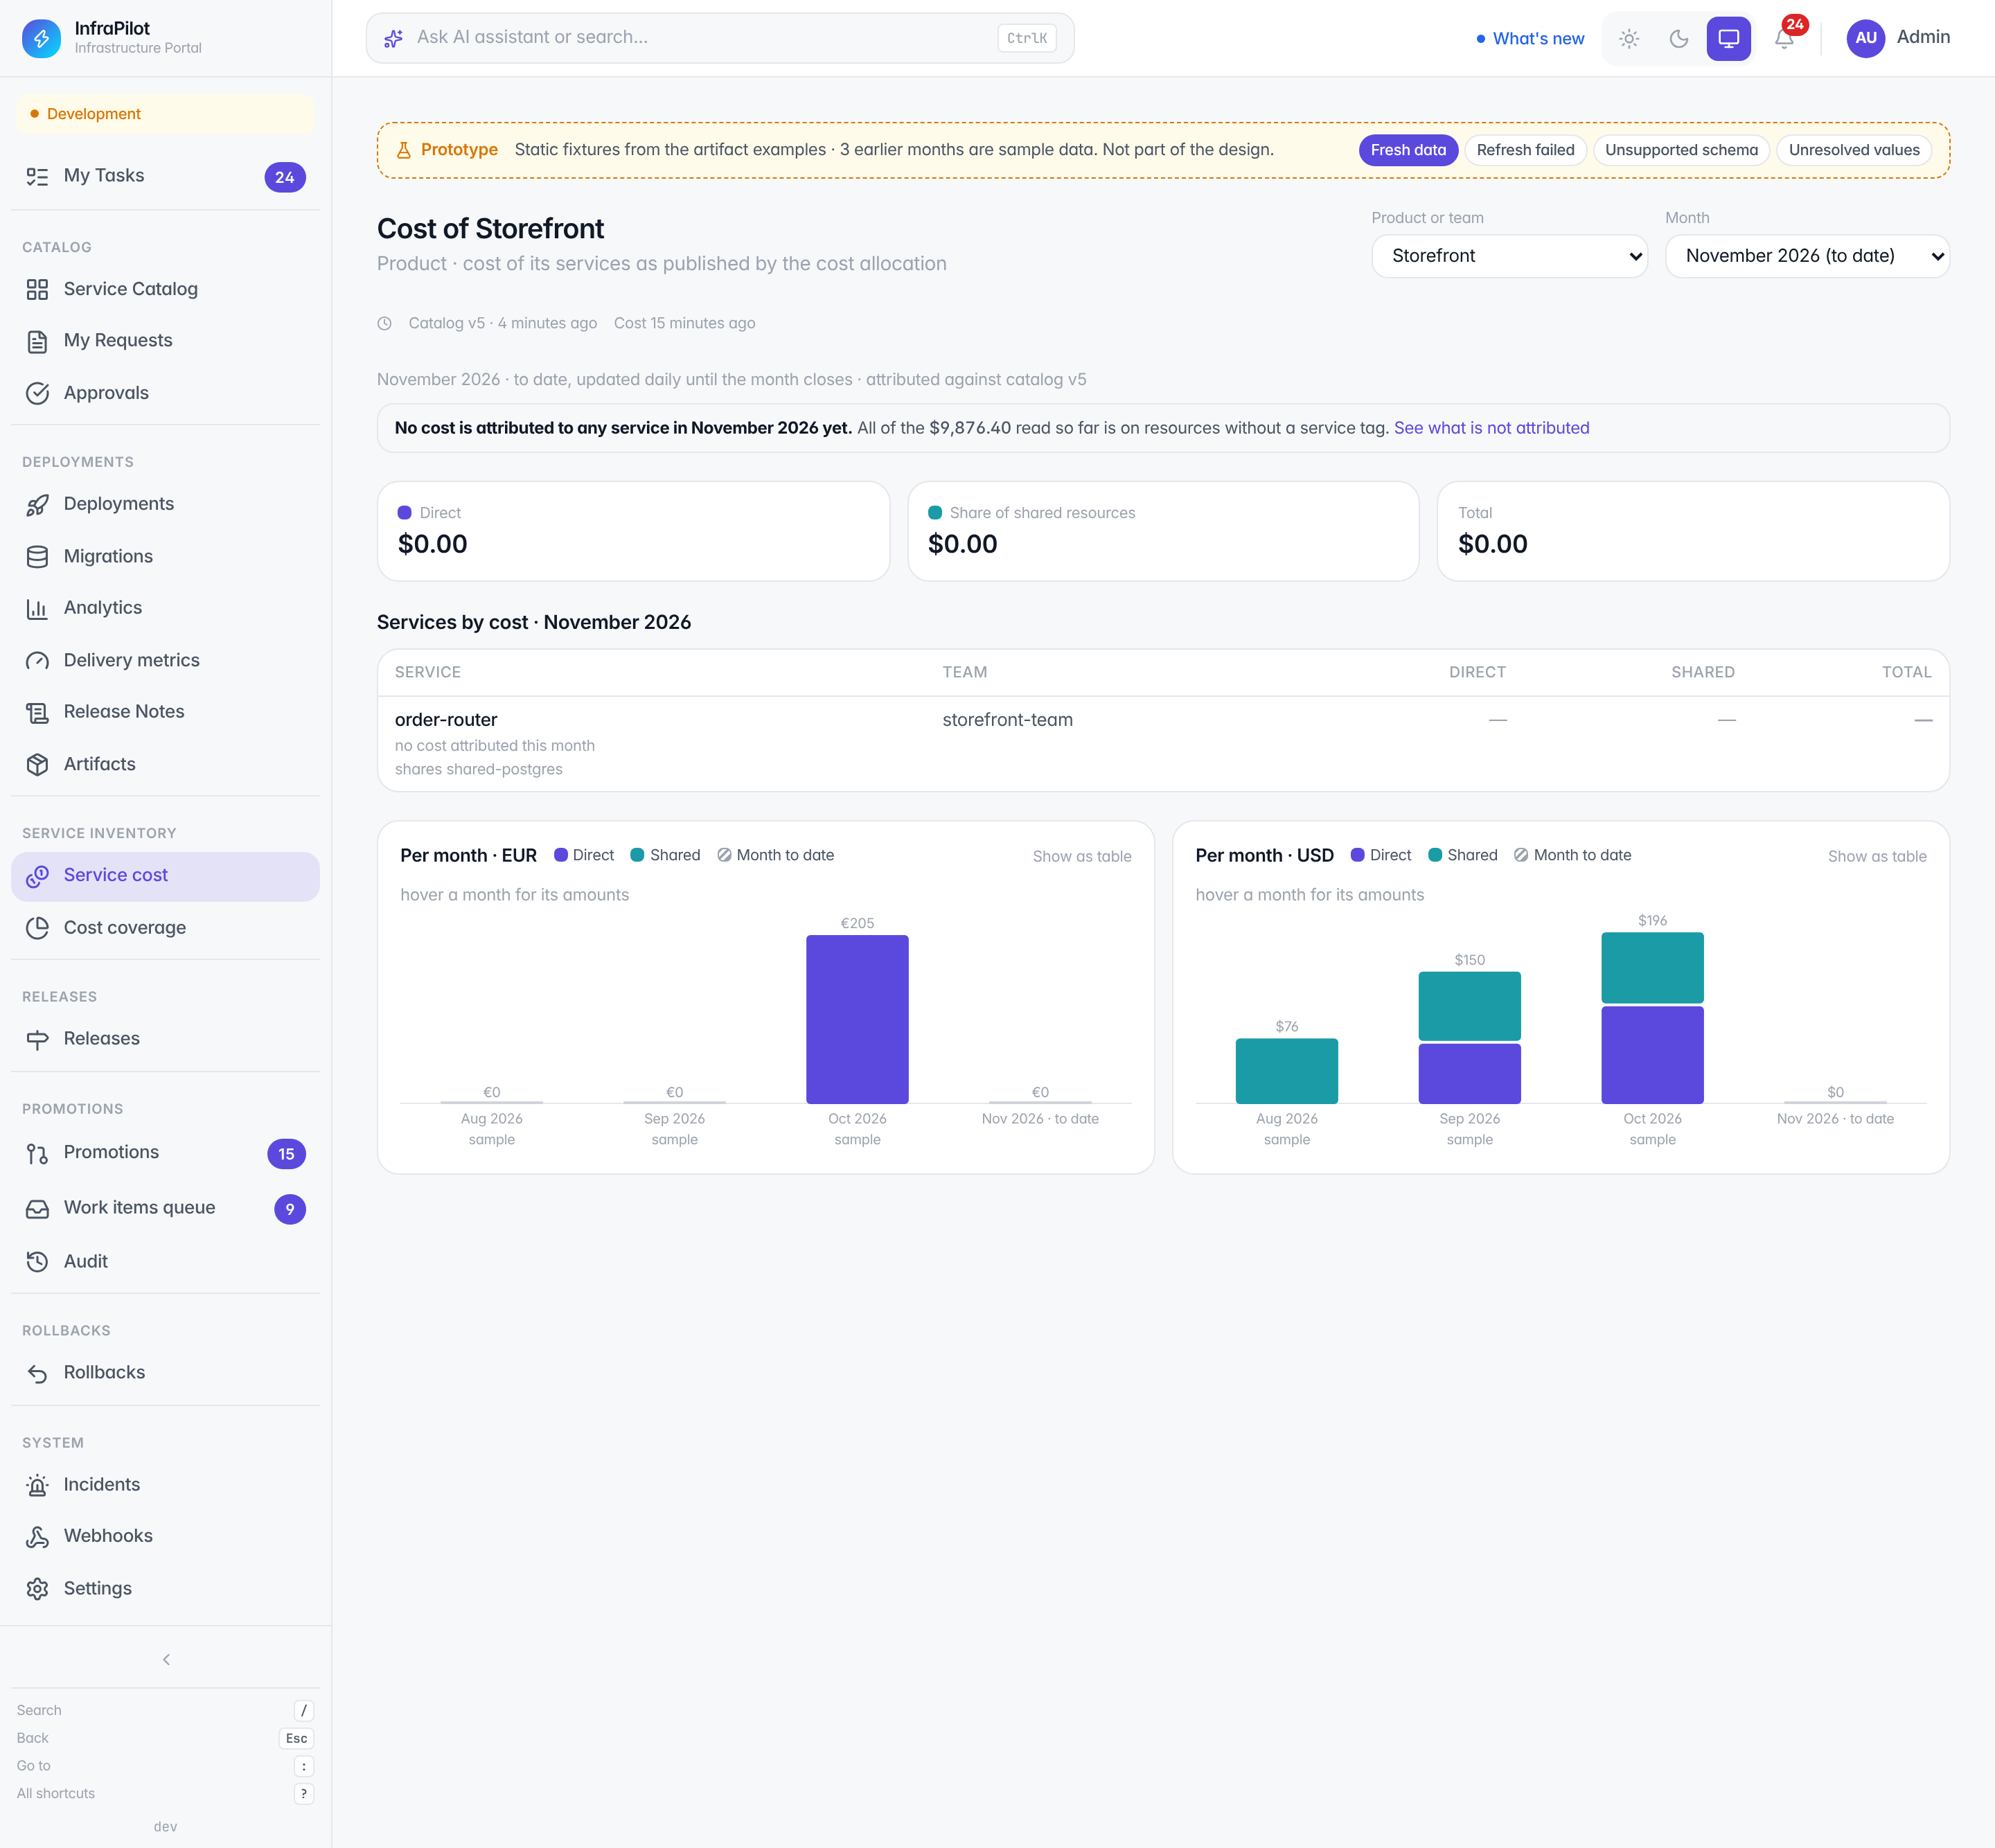 InfraPilot
Infrastructure Portal
Ask AI assistant or search...
CtrlK
What's new
24
AU
Admin
Development
My Tasks
24
CATALOG
Service Catalog
My Requests
Approvals
DEPLOYMENTS
Deployments
Migrations
Analytics
Delivery metrics
Release Notes
Artifacts
SERVICE INVENTORY
Service cost
Cost coverage
RELEASES
Releases
PROMOTIONS
Promotions
15
Work items queue
9
Audit
ROLLBACKS
Rollbacks
SYSTEM
Incidents
Webhooks
Settings
Search
/
Back
Esc
Go to
:
All shortcuts
?
dev
Prototype Static fixtures from the artifact examples · 3 earlier months are sample data. Not part of the design.
Fresh data
Refresh failed
Unsupported schema
Unresolved values
Cost of Storefront
Product · cost of its services as published by the cost allocation
Product or team
Storefront
Month
November 2026 (to date)
Catalog v5 · 4 minutes ago Cost 15 minutes ago
November 2026 · to date, updated daily until the month closes · attributed against catalog v5
No cost is attributed to any service in November 2026 yet. All of the $9,876.40 read so far is on resources without a service tag. See what is not attributed
Direct
$0.00
Share of shared resources
$0.00
Total
$0.00
Services by cost · November 2026
SERVICE TEAM DIRECT SHARED TOTAL
order-router storefront-team — — —
no cost attributed this month
shares shared-postgres
Per month · EUR Direct Shared Month to date Show as table
hover a month for its amounts
€205
€0 €0 €0
Aug 2026 Sep 2026 Oct 2026 Nov 2026 · to date
sample sample sample
Per month · USD Direct Shared Month to date Show as table
hover a month for its amounts
$196
$150
$76
$0
Aug 2026 Sep 2026 Oct 2026 Nov 2026 · to date
sample sample sample